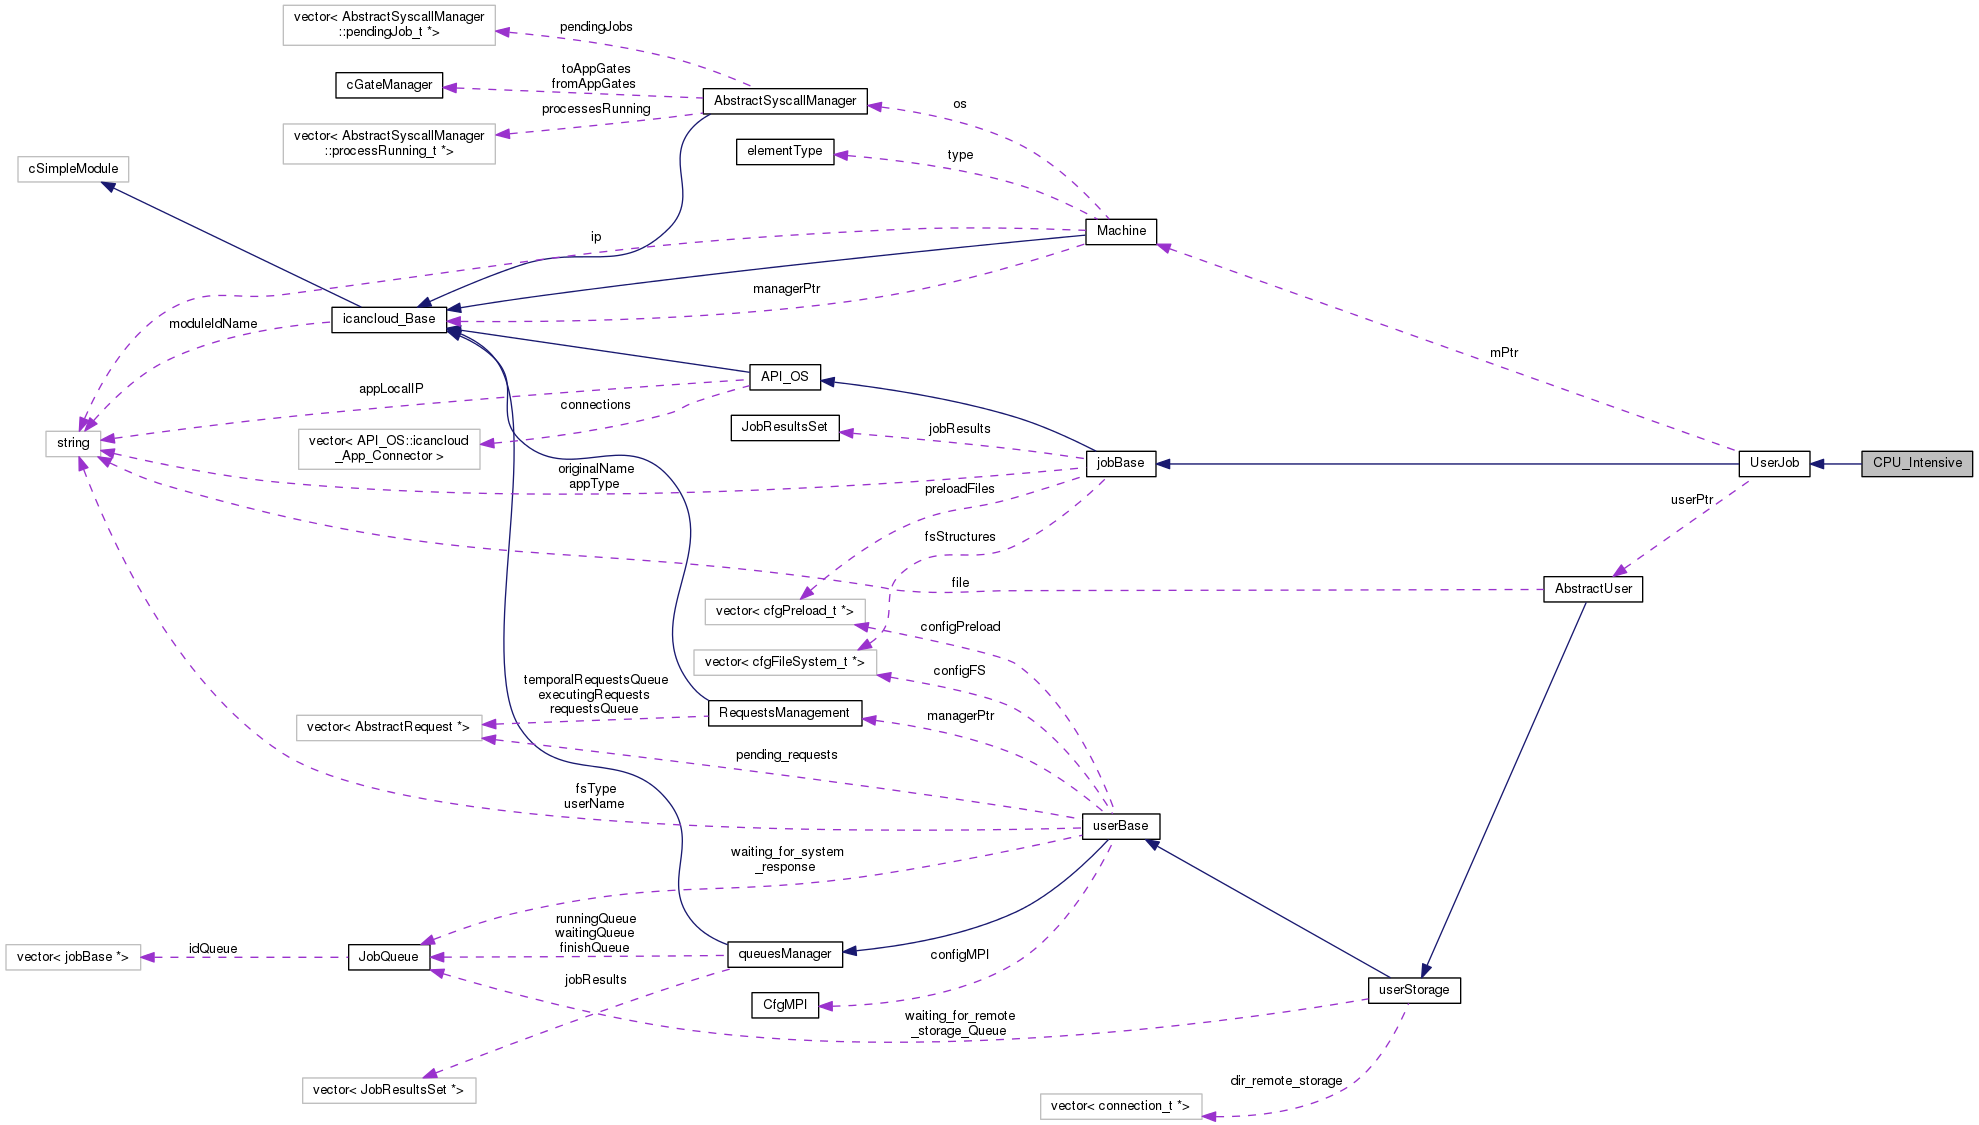 vector< AbstractSyscallManager
::pendingJob_t *>
pendingJobs
toAppGates
fromAppGates
cGateManager
AbstractSyscallManager
os
processesRunning
vector< AbstractSyscallManager
::processRunning_t *>
elementType
type
cSimpleModule
Machine
ip
managerPtr
icancloud_Base
moduleIdName
mPtr
API_OS
appLocalIP
connections
JobResultsSet
jobResults
string
vector< API_OS::icancloud
_App_Connector >
jobBase
UserJob
CPU_Intensive
originalName
appType
preloadFiles
userPtr
fsStructures
file
AbstractUser
vector< cfgPreload_t *>
configPreload
vector< cfgFileSystem_t *>
configFS
temporalRequestsQueue
executingRequests
requestsQueue
RequestsManagement
managerPtr
vector< AbstractRequest *>
pending_requests
fsType
userName
userBase
waiting_for_system
_response
runningQueue
waitingQueue
finishQueue
idQueue
vector< jobBase *>
JobQueue
queuesManager
configMPI
jobResults
CfgMPI
userStorage
waiting_for_remote
_storage_Queue
vector< JobResultsSet *>
dir_remote_storage
vector< connection_t *>